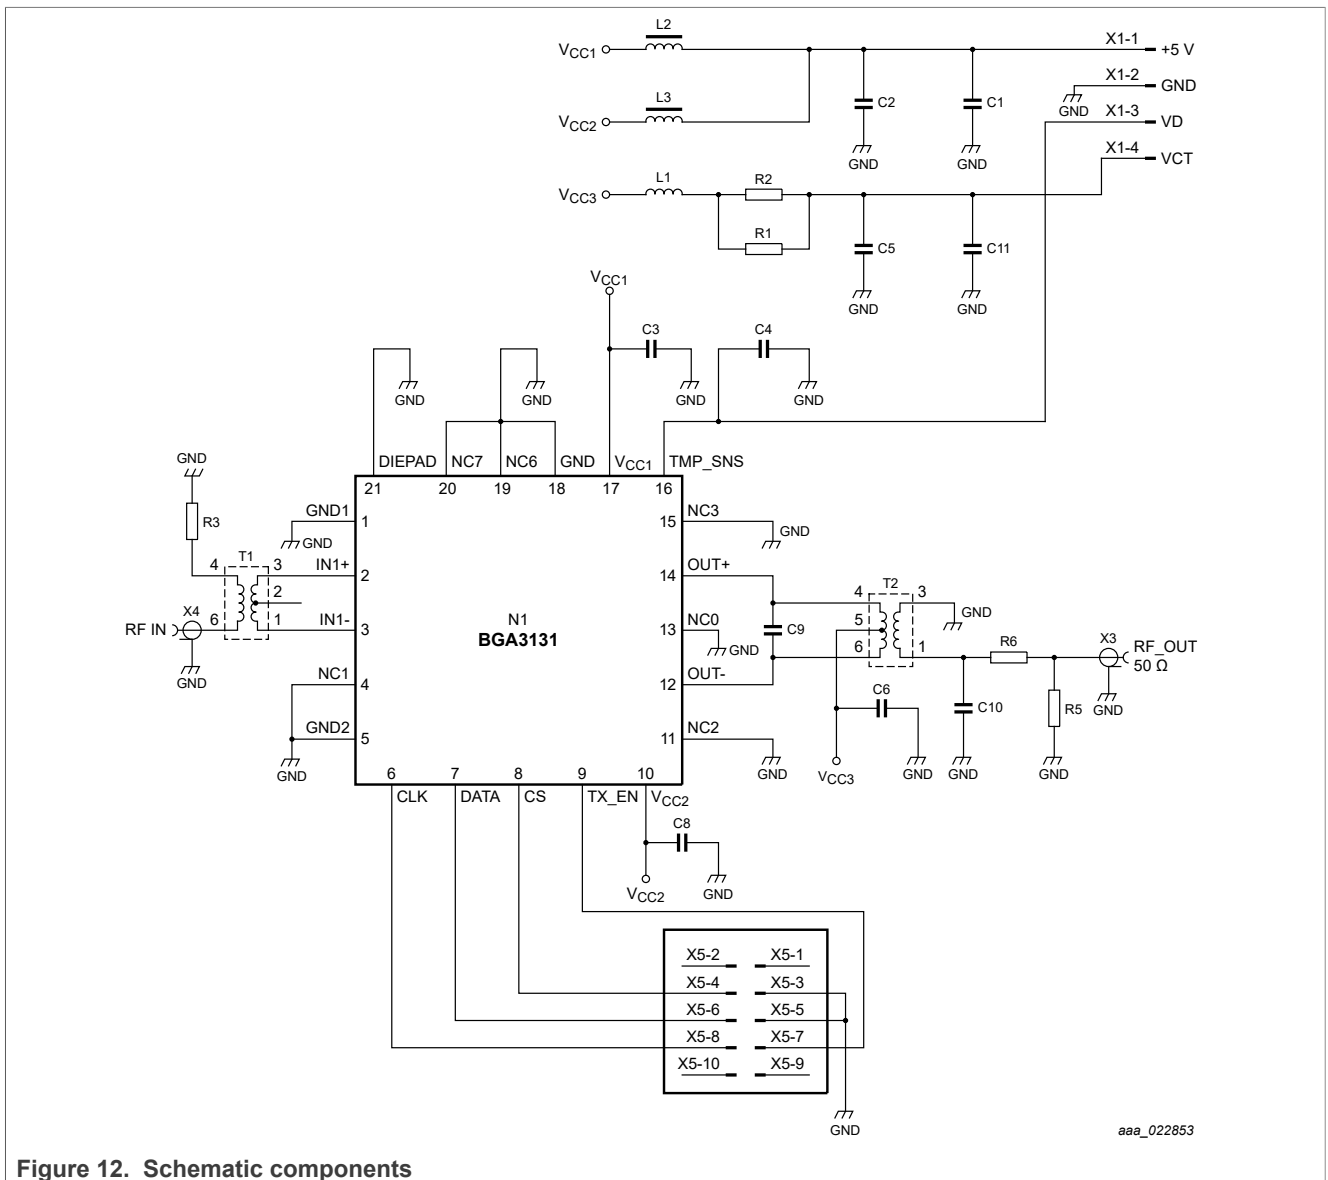 L2
VCC1
X1-1
+5 V
X1-2
GND
GND
L3
VCC2
C2
C1
X1-3
VD
GND
GND
X1-4
VCT
L1
VCC3
R2
R1
C5
C11
GND
GND
VCC1
C3
C4
GND
GND
GND
GND
GND
DIEPAD
NC7
NC6
GND
VCC1
TMP_SNS
21
20
19
18
17
16
R3
GND1
1
GND
15
NC3
GND
T1
4
3
IN1+
2
2
14
OUT+
T2
4
3
GND
X4
RF IN
6
1
IN1-
3
N1
BGA3131
13
NC0
GND
C9
5
6
1
R6
X3
RF_OUT
50 Ω
GND
NC1
4
12
OUT-
C6
C10
R5
GND
GND2
5
11
NC2
GND
GND
VCC3
GND
GND
GND
6
7
8
9
10
CLK
DATA
CS
TX_EN
VCC2
C8
VCC2
GND
X5-2
X5-1
X5-4
X5-3
X5-6
X5-5
X5-8
X5-7
X5-10
X5-9
GND
aaa_022853
Figure 12. Schematic components